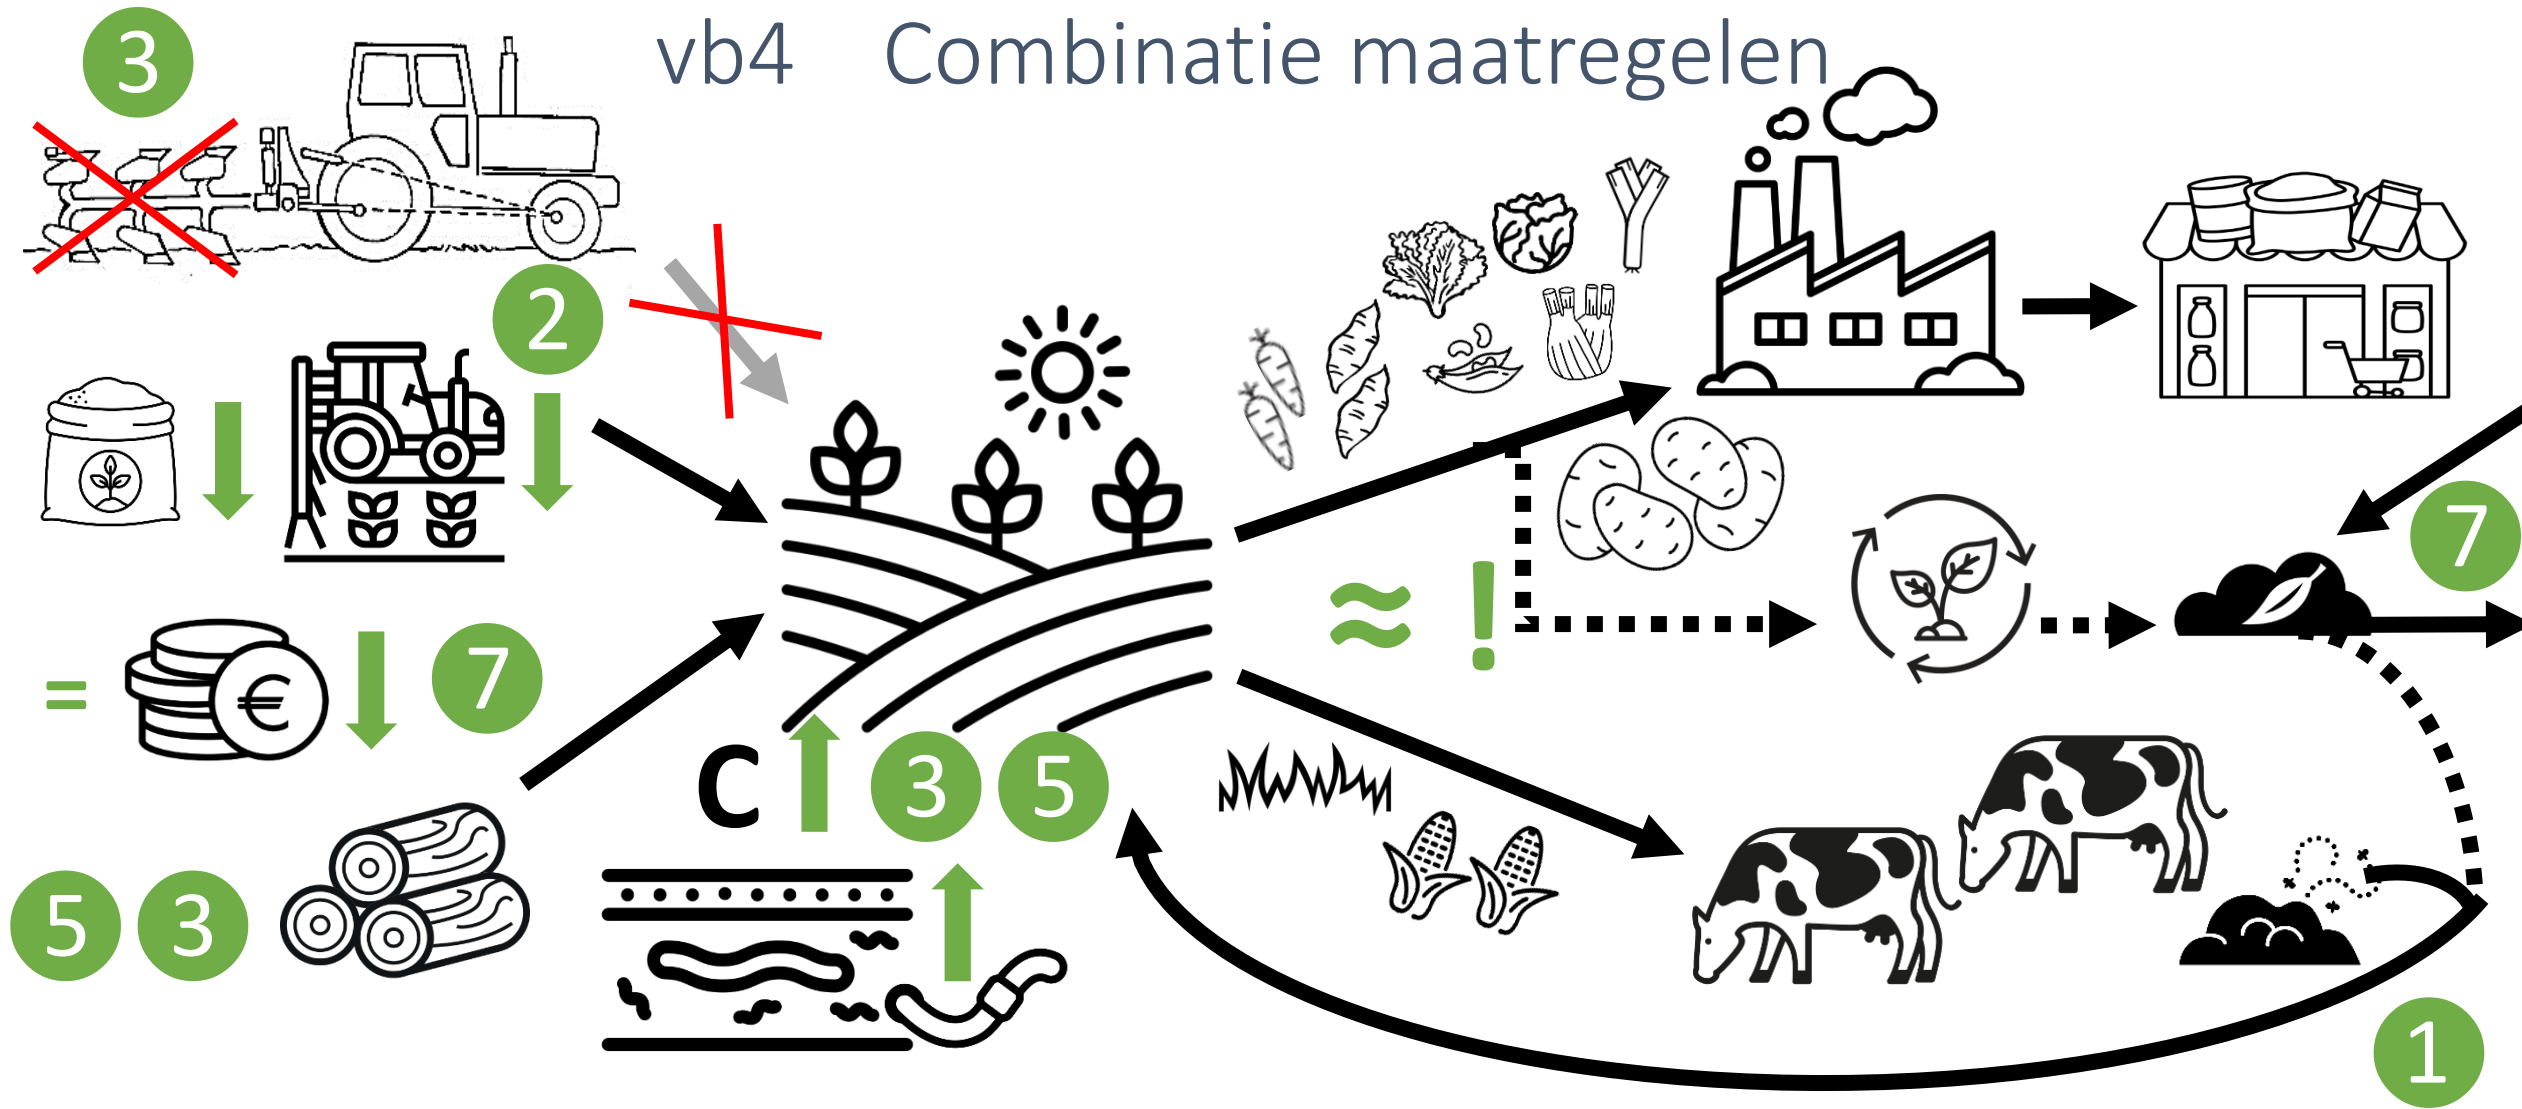 vb4 Combinatie maatregelen
3
2
7
= € 7
≈ !
C 3 5
5 3
1